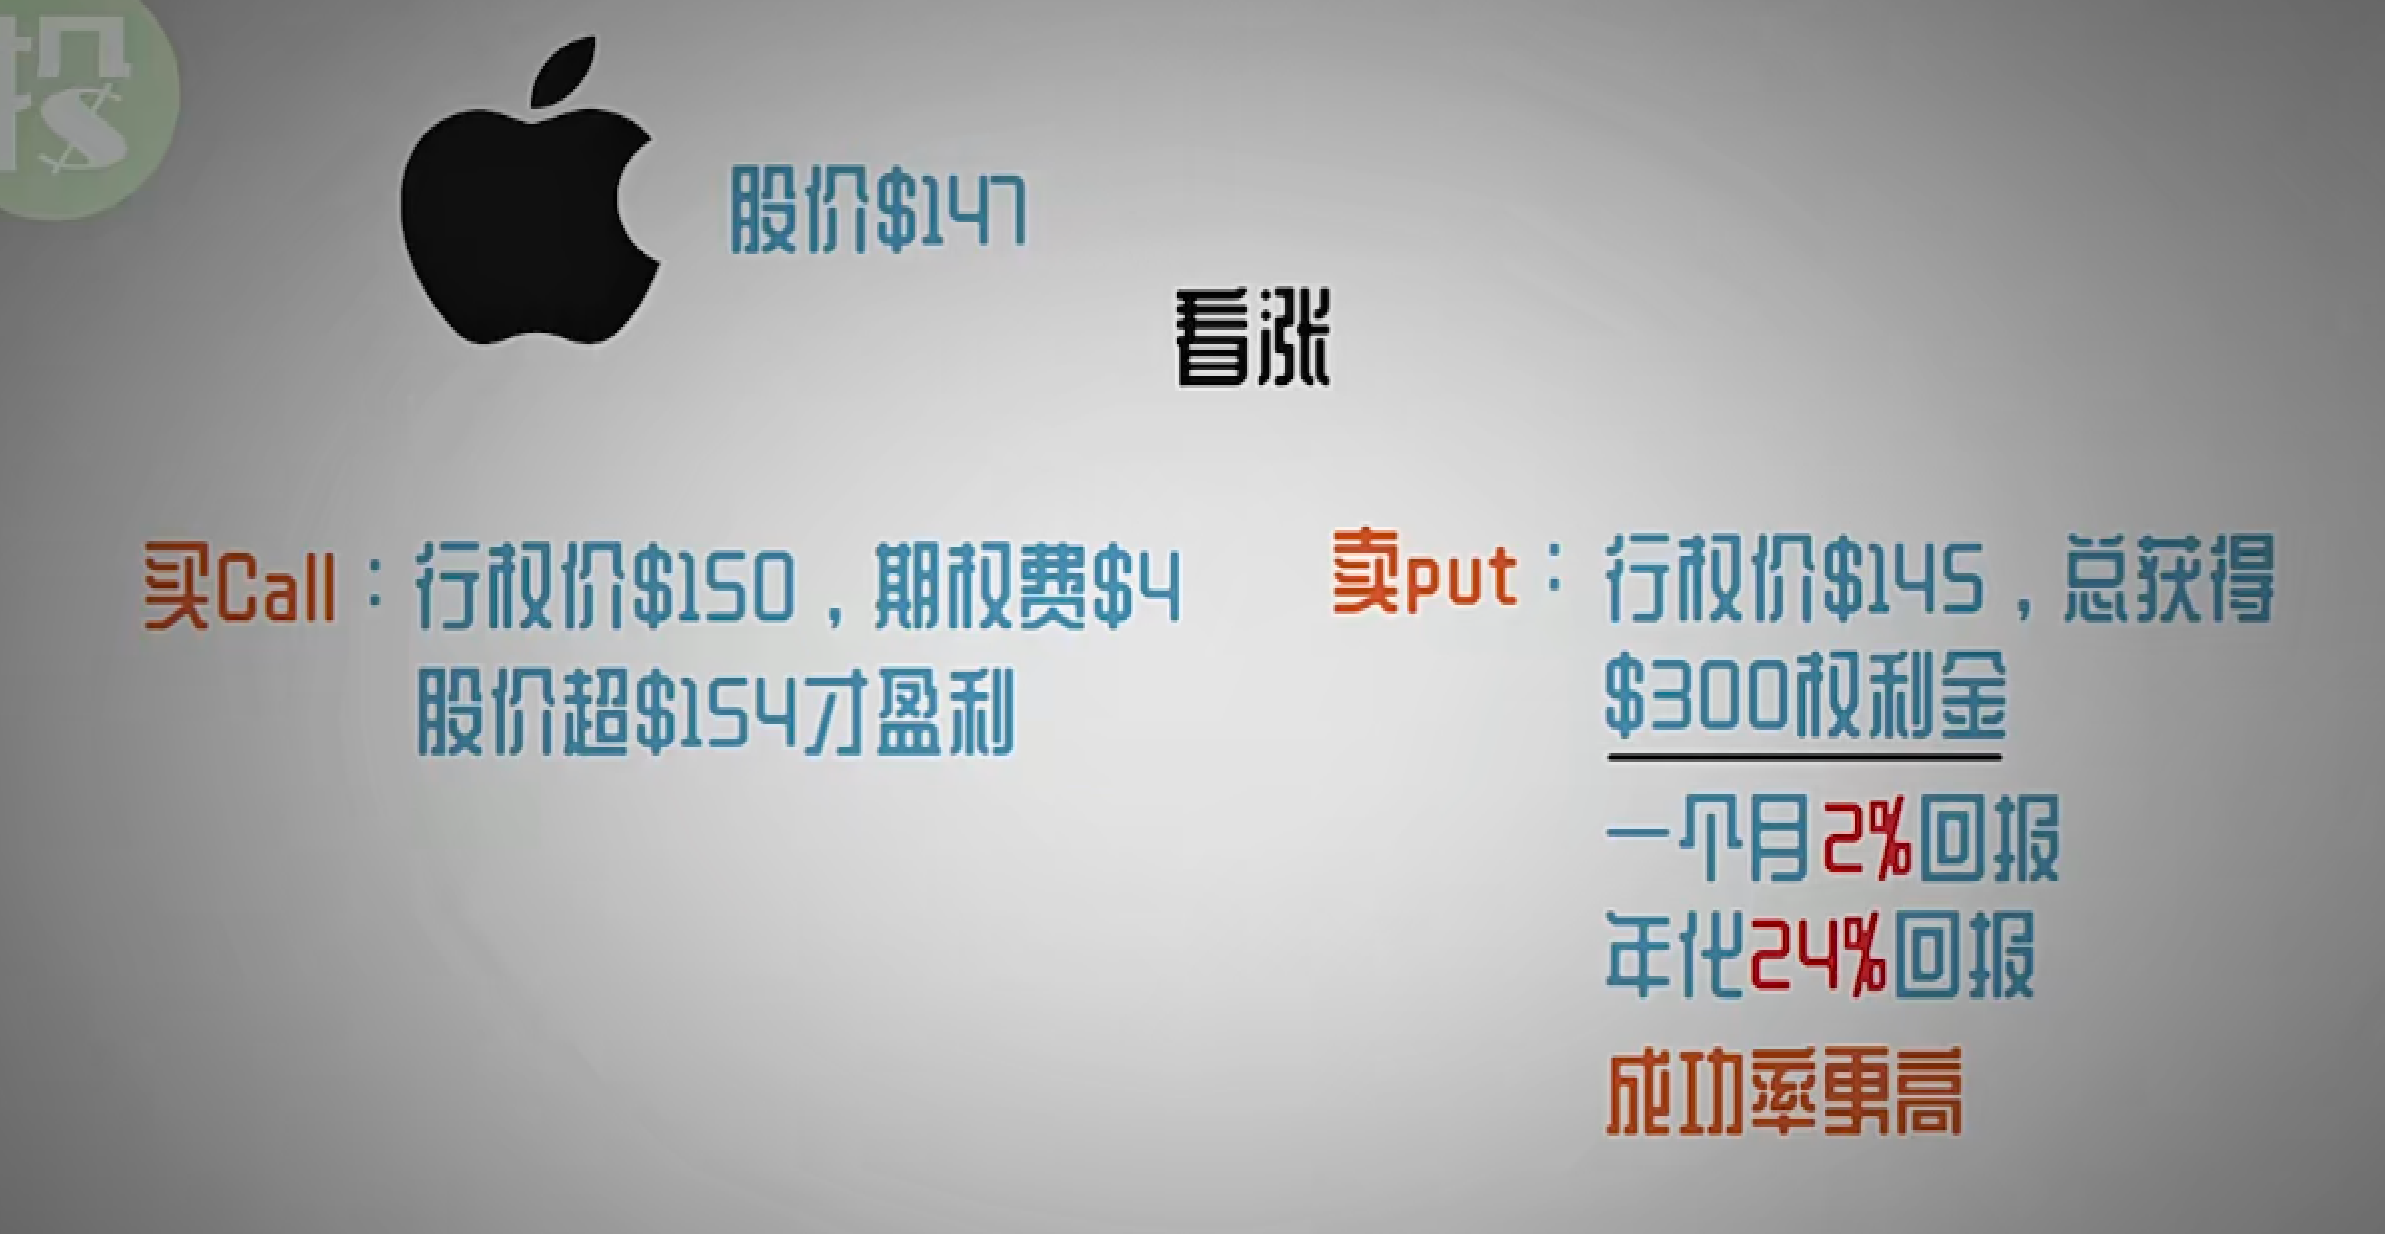 股价$147
看涨
买Call：行权价$150，期权费$4
股价超$154才盈利
卖put：行权价$145，总获得
$300权利金
一个月2%回报
年化24%回报
成功率更高